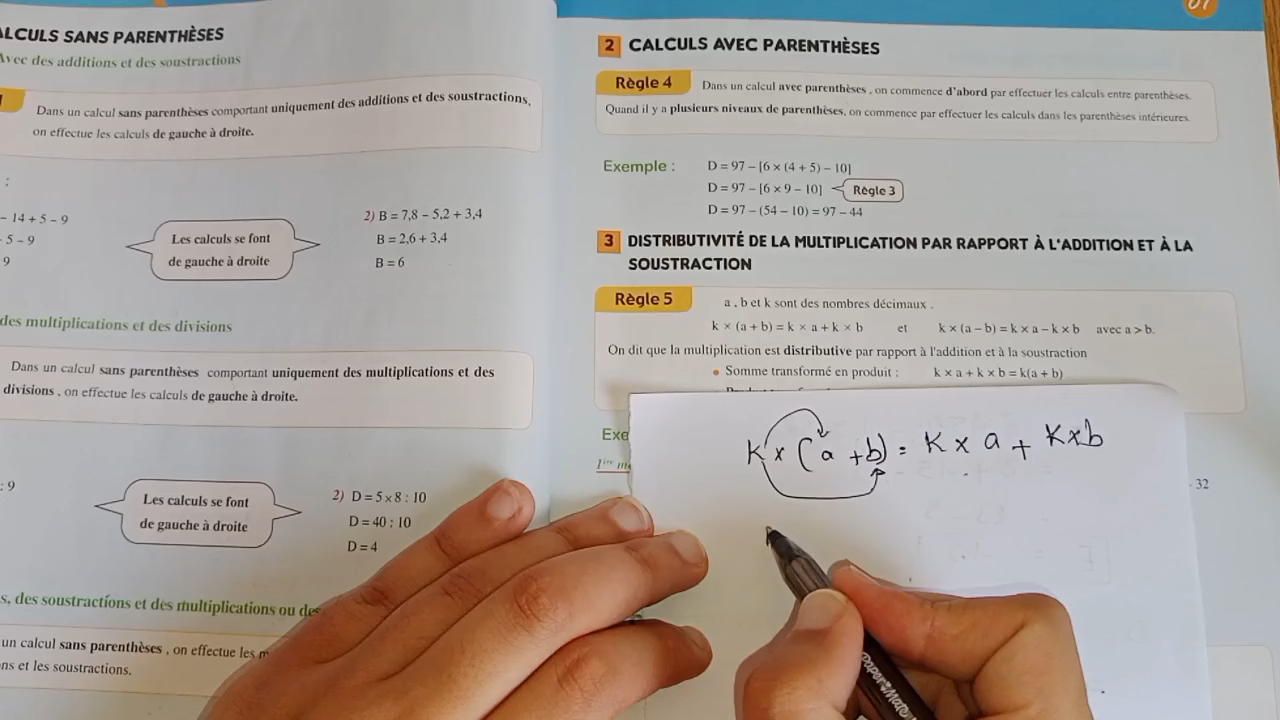 CALCULS SANS PARENTHÈSES
Avec des additions et des soustractions
Dans un calcul sans parenthèses comportant uniquement des additions et des soustractions,
on effectue les calculs de gauche à droite.
:
- 14 + 5 - 9
5 - 9
9
Les calculs se font
de gauche à droite
2) B = 7,8 - 5,2 + 3,4
B = 2,6 + 3,4
B = 6
des multiplications et des divisions
Dans un calcul sans parenthèses comportant uniquement des multiplications et des
divisions , on effectue les calculs de gauche à droite.
: 9
Les calculs se font
de gauche à droite
2) D = 5 x 8 : 10
D = 40 : 10
D = 4
s, des soustractions et des multiplications ou des
un calcul sans parenthèses , on effectue les m
ns et les soustractions.
07
2 CALCULS AVEC PARENTHÈSES
Règle 4 Dans un calcul avec parenthèses , on commence d'abord par effectuer les calculs entre parenthèses.
Quand il y a plusieurs niveaux de parenthèses, on commence par effectuer les calculs dans les parenthèses intérieures.
Exemple : D = 97 - [6 × (4 + 5) - 10]
D = 97 - [6 × 9 - 10] Règle 3
D = 97 - (54 - 10) = 97 - 44
3 DISTRIBUTIVITÉ DE LA MULTIPLICATION PAR RAPPORT À L'ADDITION ET À LA
SOUSTRACTION
Règle 5 a , b et k sont des nombres décimaux .
k × (a + b) = k × a + k × b et k × (a - b) = k × a - k × b avec a > b.
On dit que la multiplication est distributive par rapport à l'addition et à la soustraction
• Somme transformé en produit : k × a + k × b = k(a + b)
Exe
1ère m
32
k × (a + b) = k × a + k × b
Paper Mate